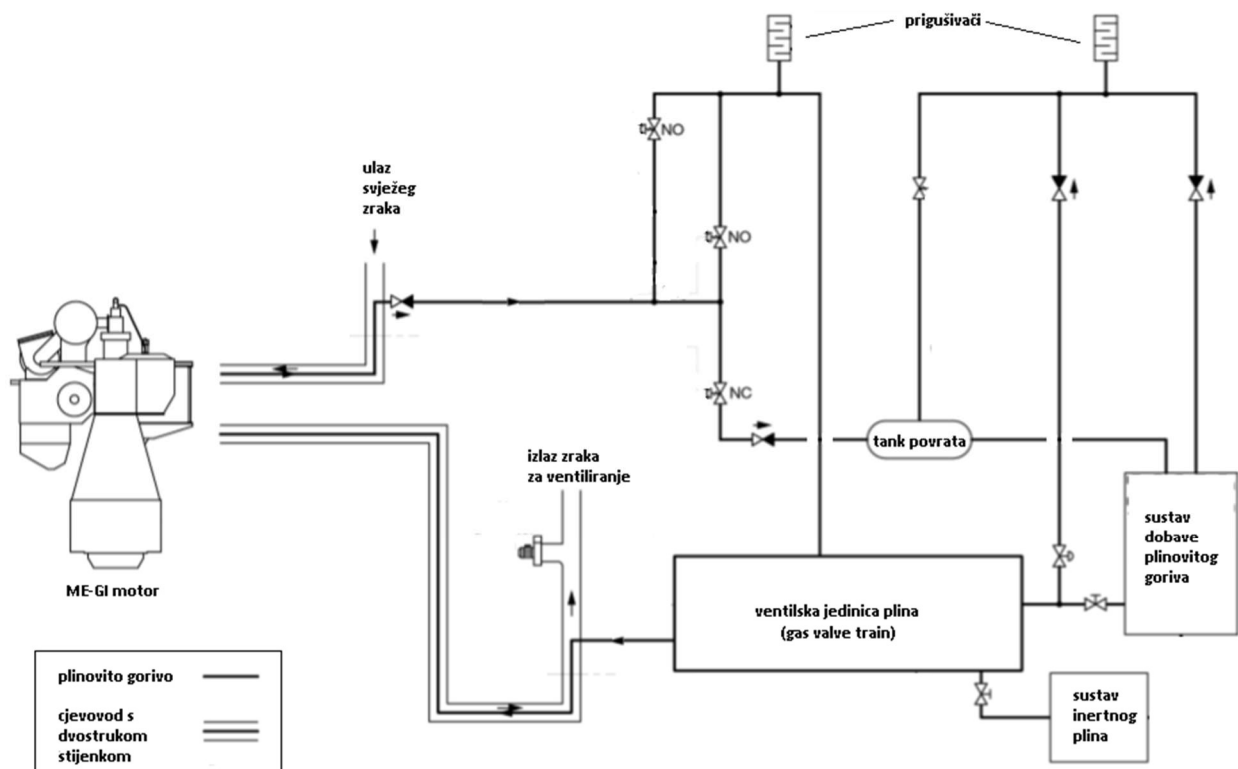 prigušivači
NO
ulaz
svježeg
zraka
NO
NC
tank povrata
izlaz zraka
za ventiliranje
sustav
dobave
plinovitog
goriva
ME-GI motor
ventilska jedinica plina
(gas valve train)
plinovito gorivo
cjevovod s
dvostrukom
stijenkom
sustav
inertnog
plina